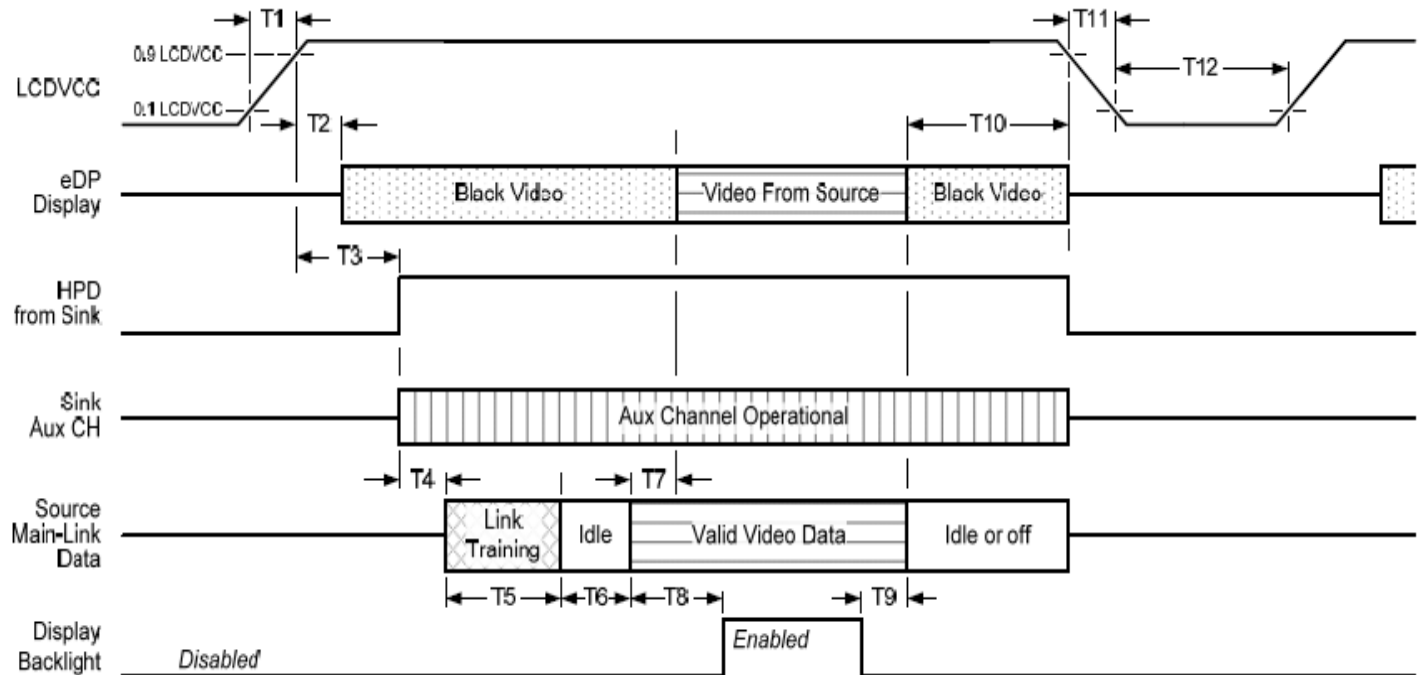 T1
T11
0.9 LCDVCC
LCDVCC
T12
0.1 LCDVCC
T2
T10
eDP
Display
Black Video
Video From Source
Black Video
T3
HPD
from Sink
Sink
Aux CH
Aux Channel Operational
T4
T7
Source
Main-Link
Data
Link
Training
Idle
Valid Video Data
Idle or off
T5
T6
T8
T9
Display
Backlight
Disabled
Enabled